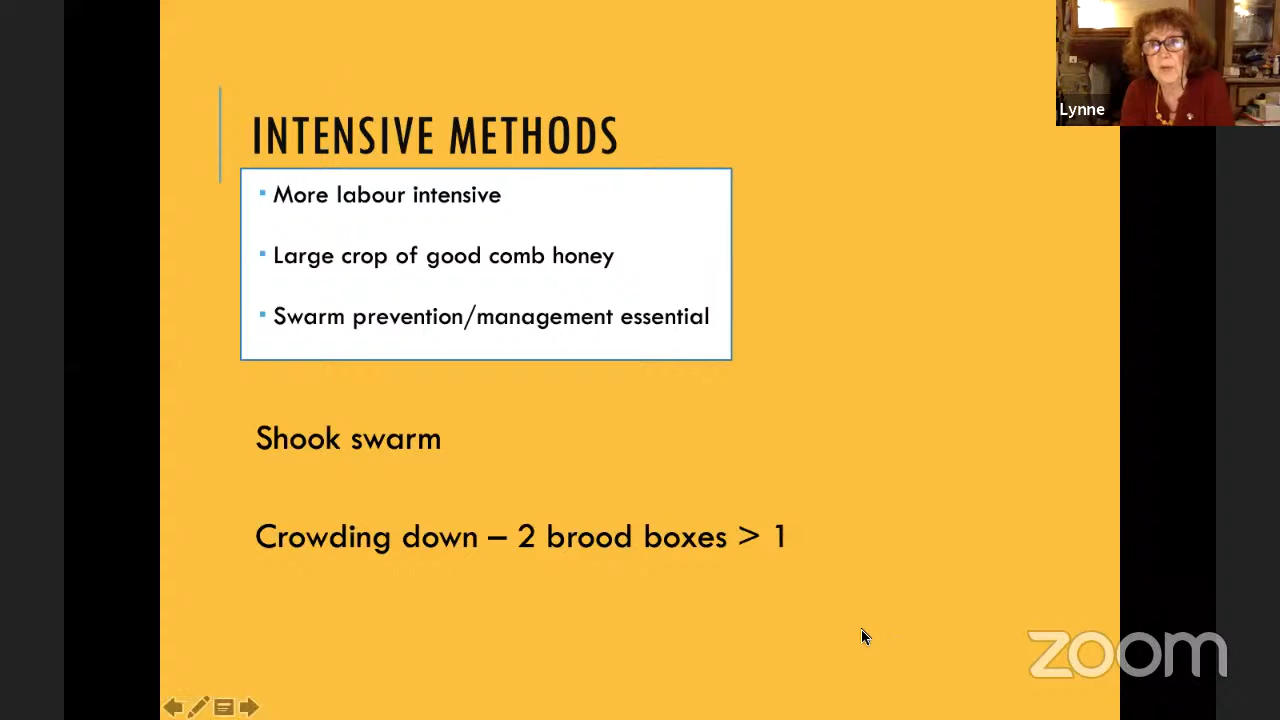 INTENSIVE METHODS
More labour intensive
Large crop of good comb honey
Swarm prevention/management essential
Shook swarm
Crowding down – 2 brood boxes > 1
Lynne
zoom